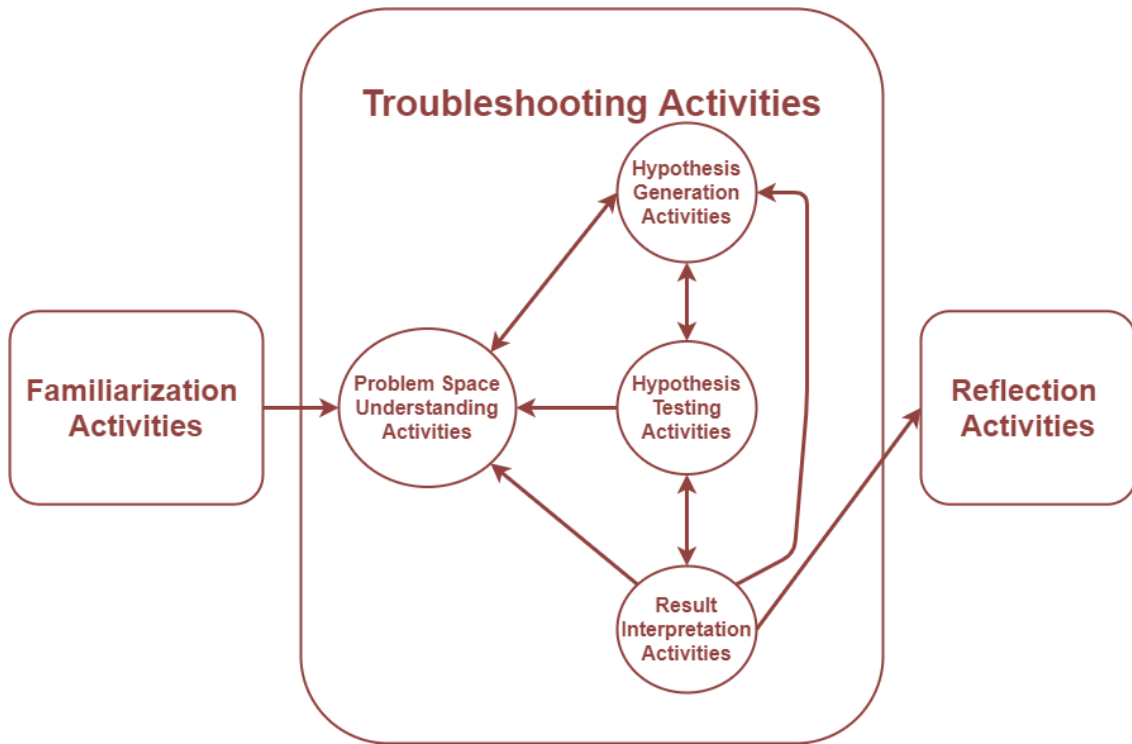 Troubleshooting Activities
Hypothesis
Generation
Activities
Familiarization
Activities
Problem Space
Understanding
Activities
Hypothesis
Testing
Activities
Reflection
Activities
Result
Interpretation
Activities